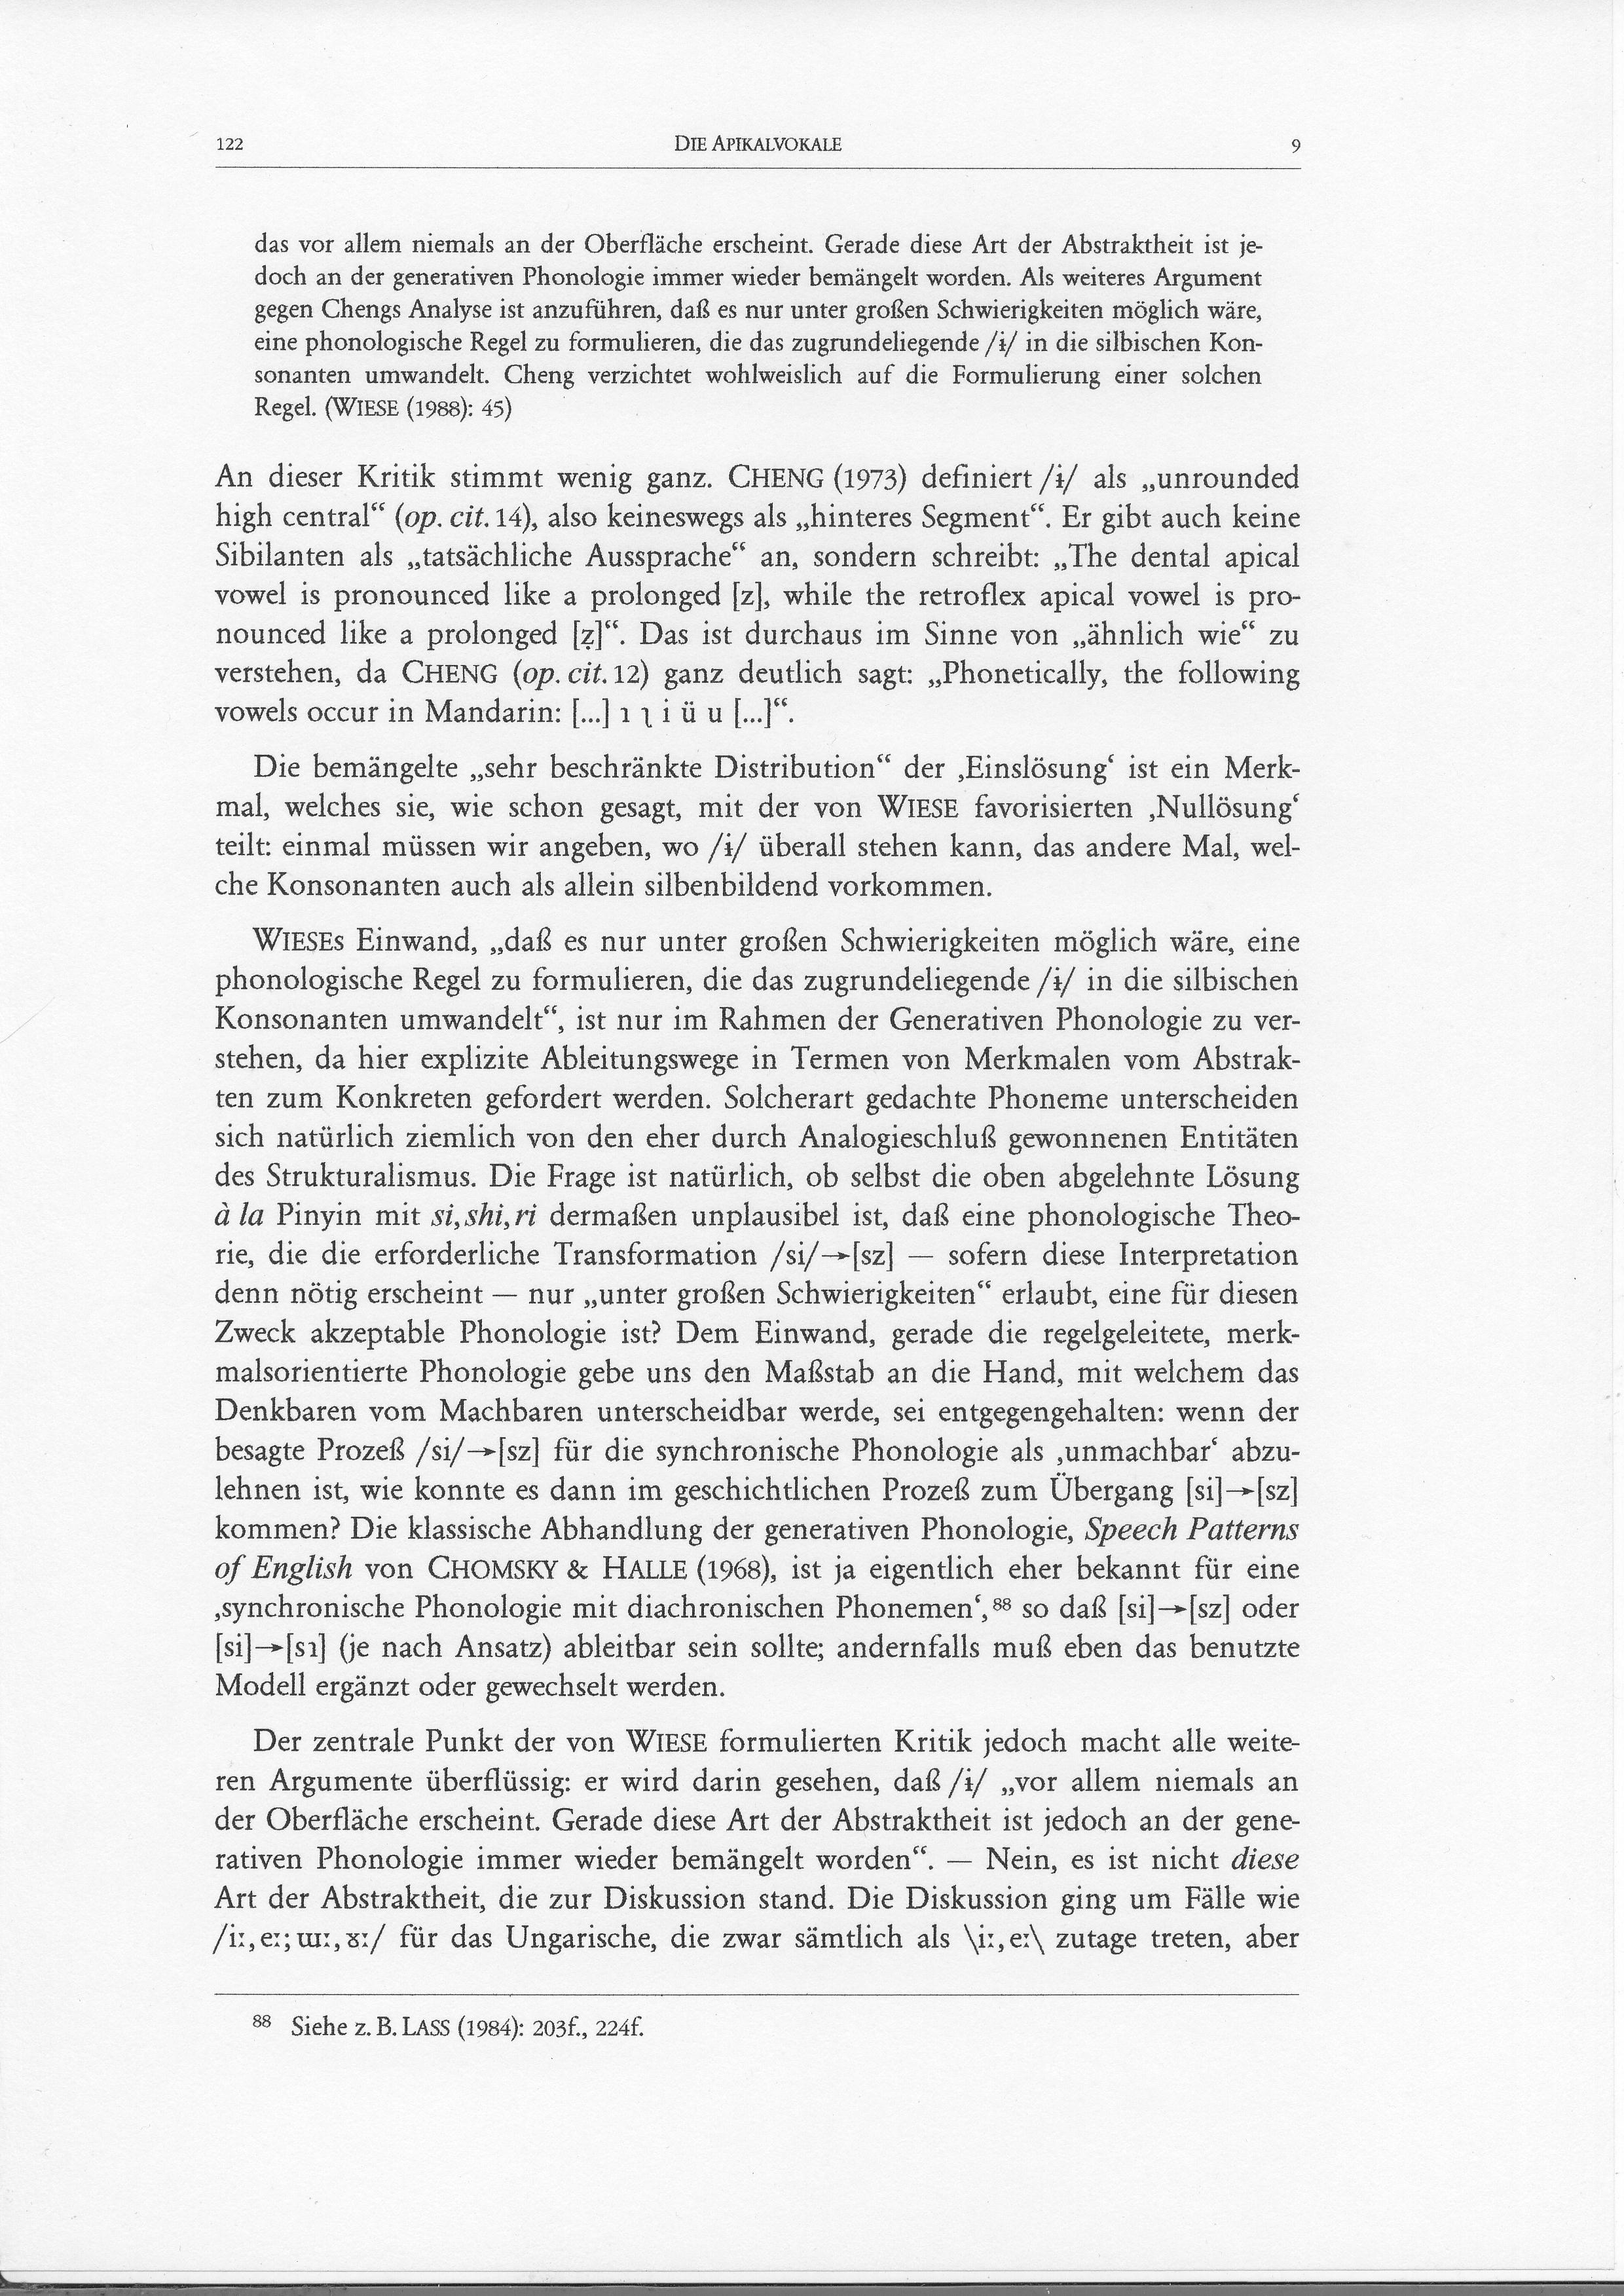 122 DIE APIKALVOKALE 9
das vor allem niemals an der Oberfläche erscheint. Gerade diese Art der Abstraktheit ist je-
doch an der generativen Phonologie immer wieder bemängelt worden. Als weiteres Argument
gegen Chengs Analyse ist anzuführen, daß es nur unter großen Schwierigkeiten möglich wäre,
eine phonologische Regel zu formulieren, die das zugrundeliegende /ɨ/ in die silbischen Kon-
sonanten umwandelt. Cheng verzichtet wohlweislich auf die Formulierung einer solchen
Regel. (WIESE (1988): 45)
An dieser Kritik stimmt wenig ganz. CHENG (1973) definiert /ɨ/ als „unrounded
high central“ (op. cit. 14), also keineswegs als „hinteres Segment“. Er gibt auch keine
Sibilanten als „tatsächliche Aussprache“ an, sondern schreibt: „The dental apical
vowel is pronounced like a prolonged [z], while the retroflex apical vowel is pro-
nounced like a prolonged [ẓ]“. Das ist durchaus im Sinne von „ähnlich wie“ zu
verstehen, da CHENG (op. cit. 12) ganz deutlich sagt: „Phonetically, the following
vowels occur in Mandarin: [...] ɿ ʅ i ü u [...]“.
Die bemängelte „sehr beschränkte Distribution“ der ‚Einslösung‘ ist ein Merk-
mal, welches sie, wie schon gesagt, mit der von WIESE favorisierten ‚Nullösung‘
teilt: einmal müssen wir angeben, wo /ɨ/ überall stehen kann, das andere Mal, wel-
che Konsonanten auch als allein silbenbildend vorkommen.
WIESES Einwand, „daß es nur unter großen Schwierigkeiten möglich wäre, eine
phonologische Regel zu formulieren, die das zugrundeliegende /ɨ/ in die silbischen
Konsonanten umwandelt“, ist nur im Rahmen der Generativen Phonologie zu ver-
stehen, da hier explizite Ableitungswege in Termen von Merkmalen vom Abstrak-
ten zum Konkreten gefordert werden. Solcherart gedachte Phoneme unterscheiden
sich natürlich ziemlich von den eher durch Analogieschluß gewonnenen Entitäten
des Strukturalismus. Die Frage ist natürlich, ob selbst die oben abgelehnte Lösung
à la Pinyin mit si, shi, ri dermaßen unplausibel ist, daß eine phonologische Theo-
rie, die die erforderliche Transformation /si/→[sz] — sofern diese Interpretation
denn nötig erscheint — nur „unter großen Schwierigkeiten“ erlaubt, eine für diesen
Zweck akzeptable Phonologie ist? Dem Einwand, gerade die regelgeleitete, merk-
malsorientierte Phonologie gebe uns den Maßstab an die Hand, mit welchem das
Denkbaren vom Machbaren unterscheidbar werde, sei entgegengehalten: wenn der
besagte Prozeß /si/→[sz] für die synchronische Phonologie als ‚unmachbar‘ abzu-
lehnen ist, wie konnte es dann im geschichtlichen Prozeß zum Übergang [si]→[sz]
kommen? Die klassische Abhandlung der generativen Phonologie, Speech Patterns
of English von CHOMSKY & HALLE (1968), ist ja eigentlich eher bekannt für eine
‚synchronische Phonologie mit diachronischen Phonemen‘,⁸⁸ so daß [si]→[sz] oder
[si]→[sɿ] (je nach Ansatz) ableitbar sein sollte; andernfalls muß eben das benutzte
Modell ergänzt oder gewechselt werden.
Der zentrale Punkt der von WIESE formulierten Kritik jedoch macht alle weite-
ren Argumente überflüssig: er wird darin gesehen, daß /ɨ/ „vor allem niemals an
der Oberfläche erscheint. Gerade diese Art der Abstraktheit ist jedoch an der gene-
rativen Phonologie immer wieder bemängelt worden“. — Nein, es ist nicht diese
Art der Abstraktheit, die zur Diskussion stand. Die Diskussion ging um Fälle wie
/iː, eː; ɯː, ɤː/ für das Ungarische, die zwar sämtlich als \iː, eː\ zutage treten, aber
⁸⁸ Siehe z. B. LASS (1984): 203f., 224f.